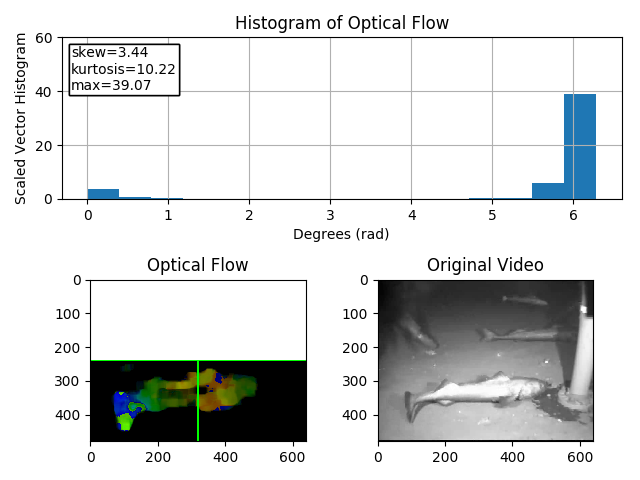 Histogram of Optical Flow
Scaled Vector Histogram
60
40
20
0
skew=3.44
kurtosis=10.22
max=39.07
0 1 2 3 4 5 6
Degrees (rad)
Optical Flow
0
100
200
300
400
0 200 400 600
Original Video
0
100
200
300
400
0 200 400 600